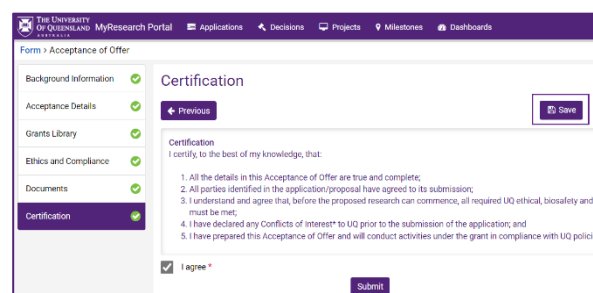 THE UNIVERSITY
OF QUEENSLAND
AUSTRALIA
MyResearch Portal
Applications
Decisions
Projects
Milestones
Dashboards
Form > Acceptance of Offer
Background Information
Acceptance Details
Grants Library
Ethics and Compliance
Documents
Certification
Certification
Previous
Save
Certification
I certify, to the best of my knowledge, that:
1. All the details in this Acceptance of Offer are true and complete;
2. All parties identified in the application/proposal have agreed to its submission;
3. I understand and agree that, before the proposed research can commence, all required UQ ethical, biosafety and
must be met;
4. I have declared any Conflicts of Interest* to UQ prior to the submission of the application; and
5. I have prepared this Acceptance of Offer and will conduct activities under the grant in compliance with UQ polici
I agree *
Submit